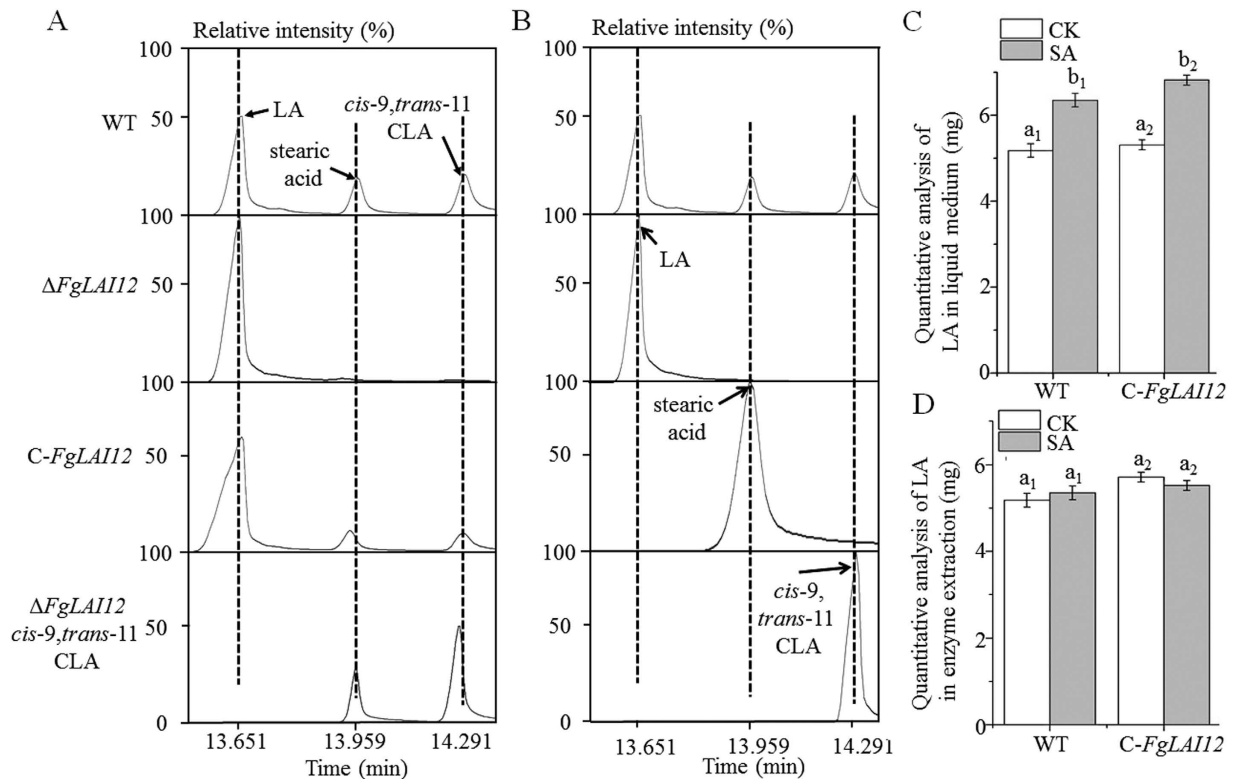 A
Relative intensity (%)
100
WT
50
LA
stearic
acid
cis-9,trans-11
CLA
100
ΔFgLAI12
50
100
C-FgLAI12
50
100
ΔFgLAI12
cis-9,trans-11
CLA
50
0
13.651
13.959
14.291
Time (min)
B
Relative intensity (%)
100
50
100
LA
50
100
stearic
acid
50
100
cis-9,
trans-11
CLA
50
0
13.651
13.959
14.291
Time (min)
C
CK
SA
Quantitative analysis of
LA in liquid medium (mg)
6
4
2
0
a1
b1
a2
b2
WT
C-FgLAI12
D
CK
SA
Quantitative analysis of LA
in enzyme extraction (mg)
6
4
2
0
a1
a1
a2
a2
WT
C-FgLAI12